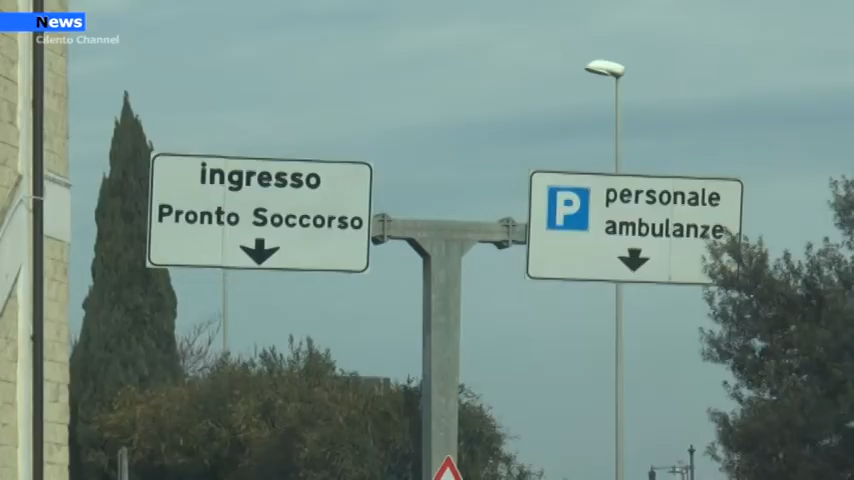 News
Cilento Channel
ingresso
Pronto Soccorso
P personale
ambulanze